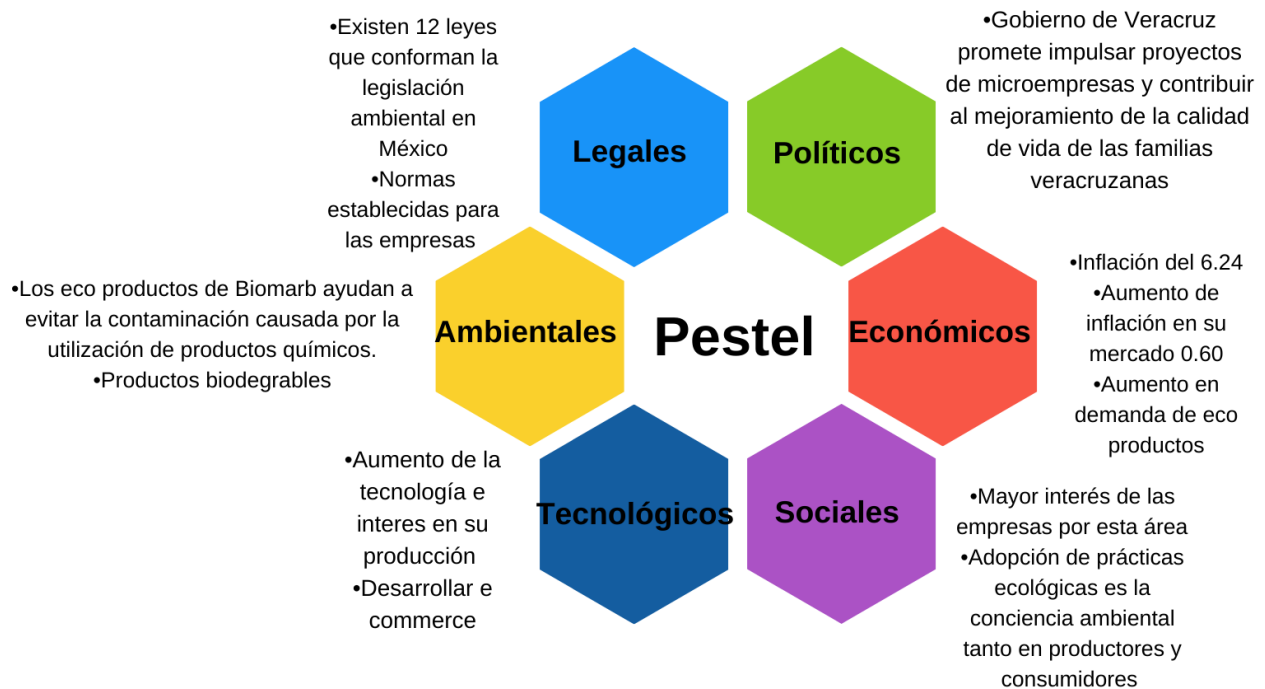 •Existen 12 leyes
que conforman la
legislación
ambiental en
México
•Normas
establecidas para
las empresas
Legales
Políticos
•Gobierno de Veracruz
promete impulsar proyectos
de microempresas y contribuir
al mejoramiento de la calidad
de vida de las familias
veracruzanas
•Los eco productos de Biomarb ayudan a
evitar la contaminación causada por la
utilización de productos químicos.
•Productos biodegrables
Ambientales
Pestel
Económicos
•Inflación del 6.24
•Aumento de
inflación en su
mercado 0.60
•Aumento en
demanda de eco
productos
•Aumento de la
tecnología e
interes en su
producción
•Desarrollar e
commerce
Tecnológicos
Sociales
•Mayor interés de las
empresas por esta área
•Adopción de prácticas
ecológicas es la
conciencia ambiental
tanto en productores y
consumidores